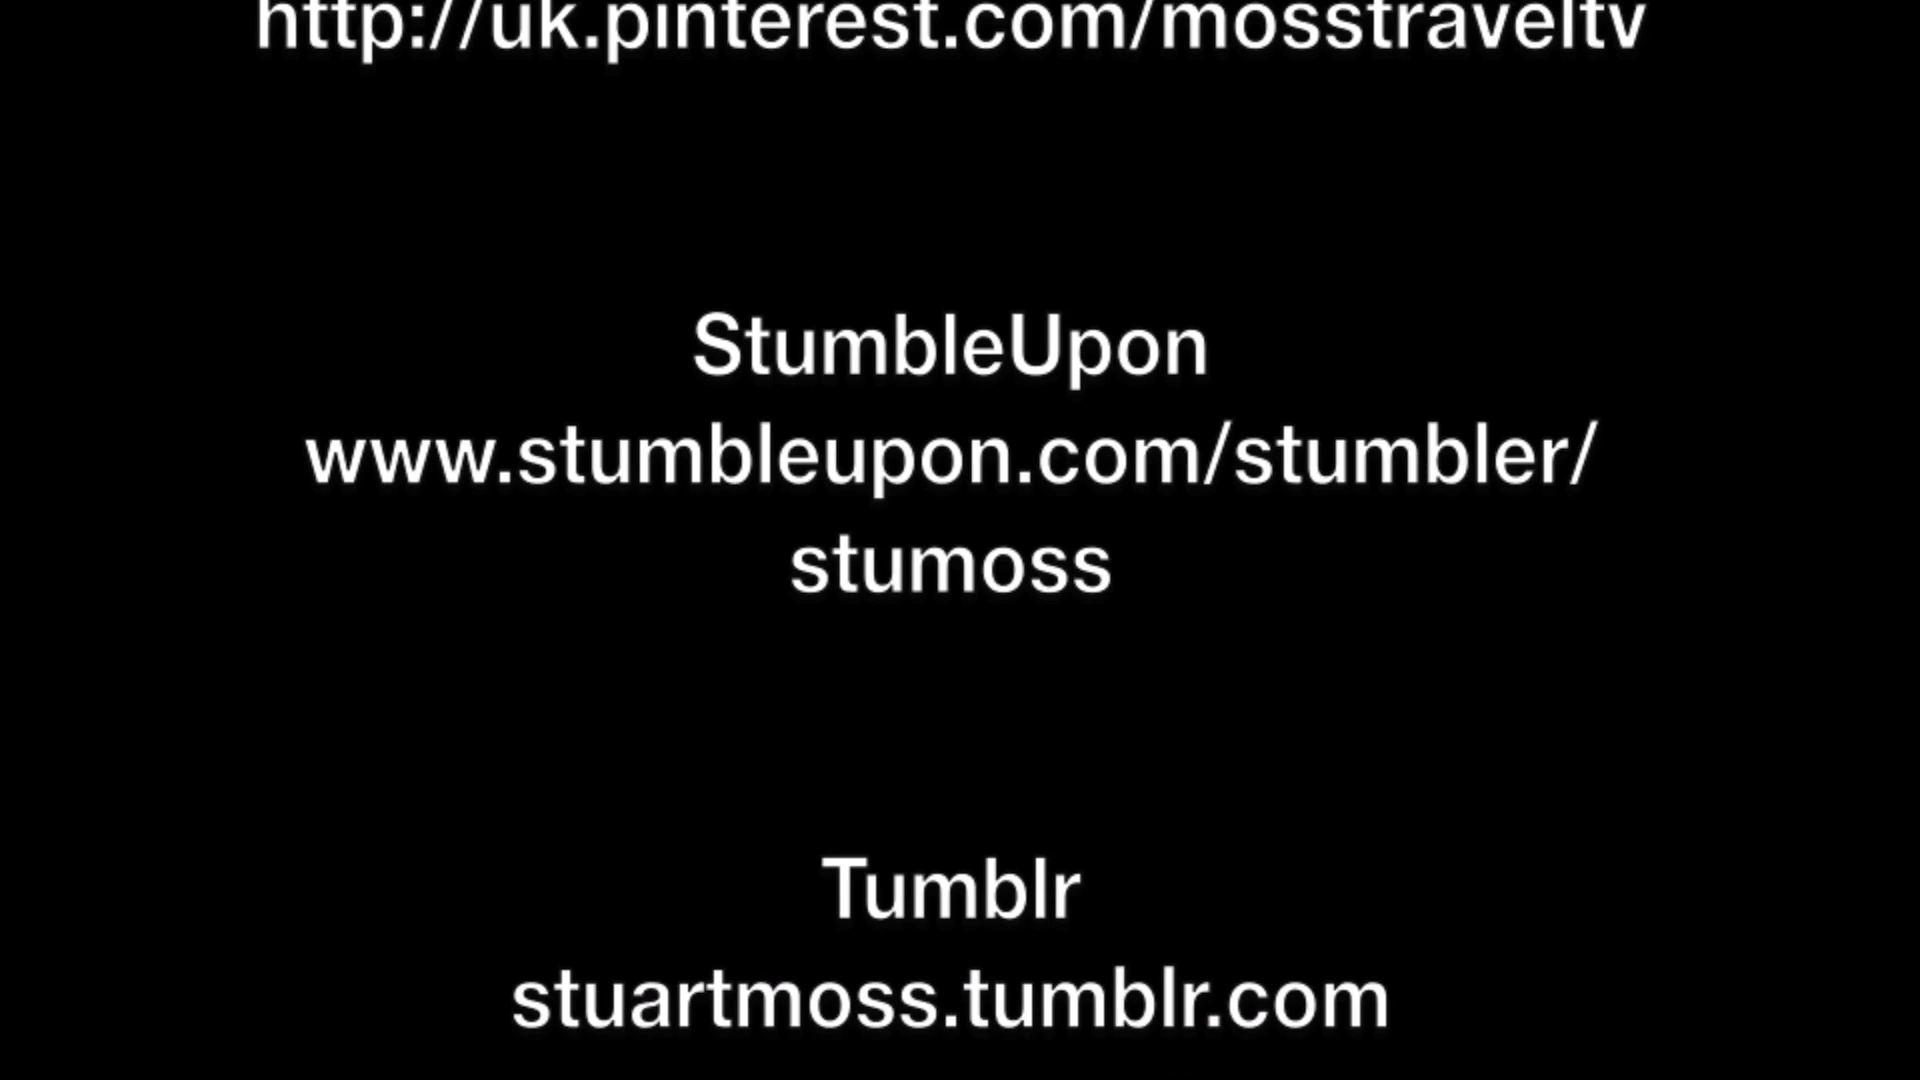 http://uk.pinterest.com/mosstraveltv
StumbleUpon
www.stumbleupon.com/stumbler/
stumoss
Tumblr
stuartmoss.tumblr.com